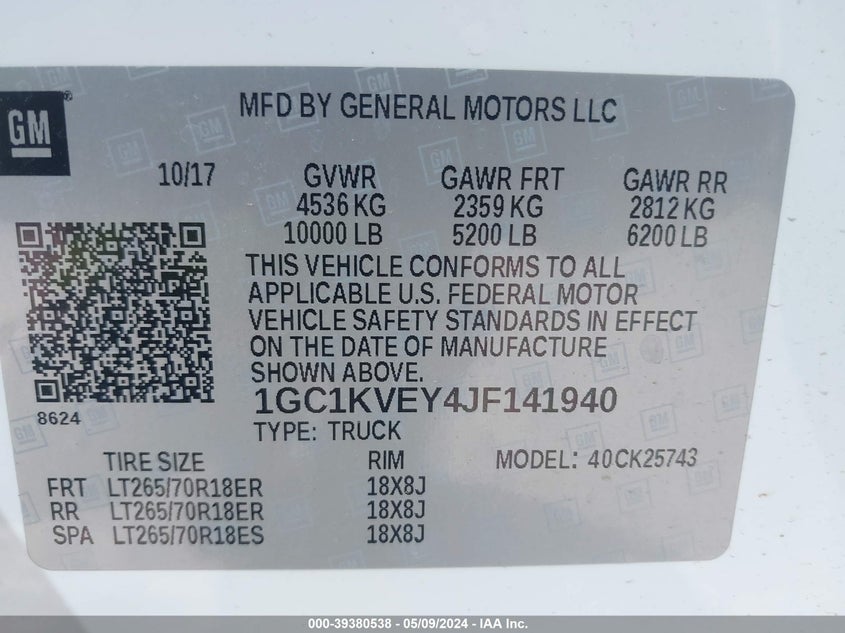 GM
MFD BY GENERAL MOTORS LLC
10/17 GVWR GAWR FRT GAWR RR
4536 KG 2359 KG 2812 KG
10000 LB 5200 LB 6200 LB
THIS VEHICLE CONFORMS TO ALL
APPLICABLE U.S. FEDERAL MOTOR
VEHICLE SAFETY STANDARDS IN EFFECT
ON THE DATE OF MANUFACTURE
SHOWN ABOVE.
8624 1GC1KVEY4JF141940
TYPE: TRUCK
TIRE SIZE RIM MODEL: 40CK25743
FRT LT265/70R18ER 18X8J
RR LT265/70R18ER 18X8J
SPA LT265/70R18ES 18X8J
000-39380538 - 05/09/2024 - IAA Inc.